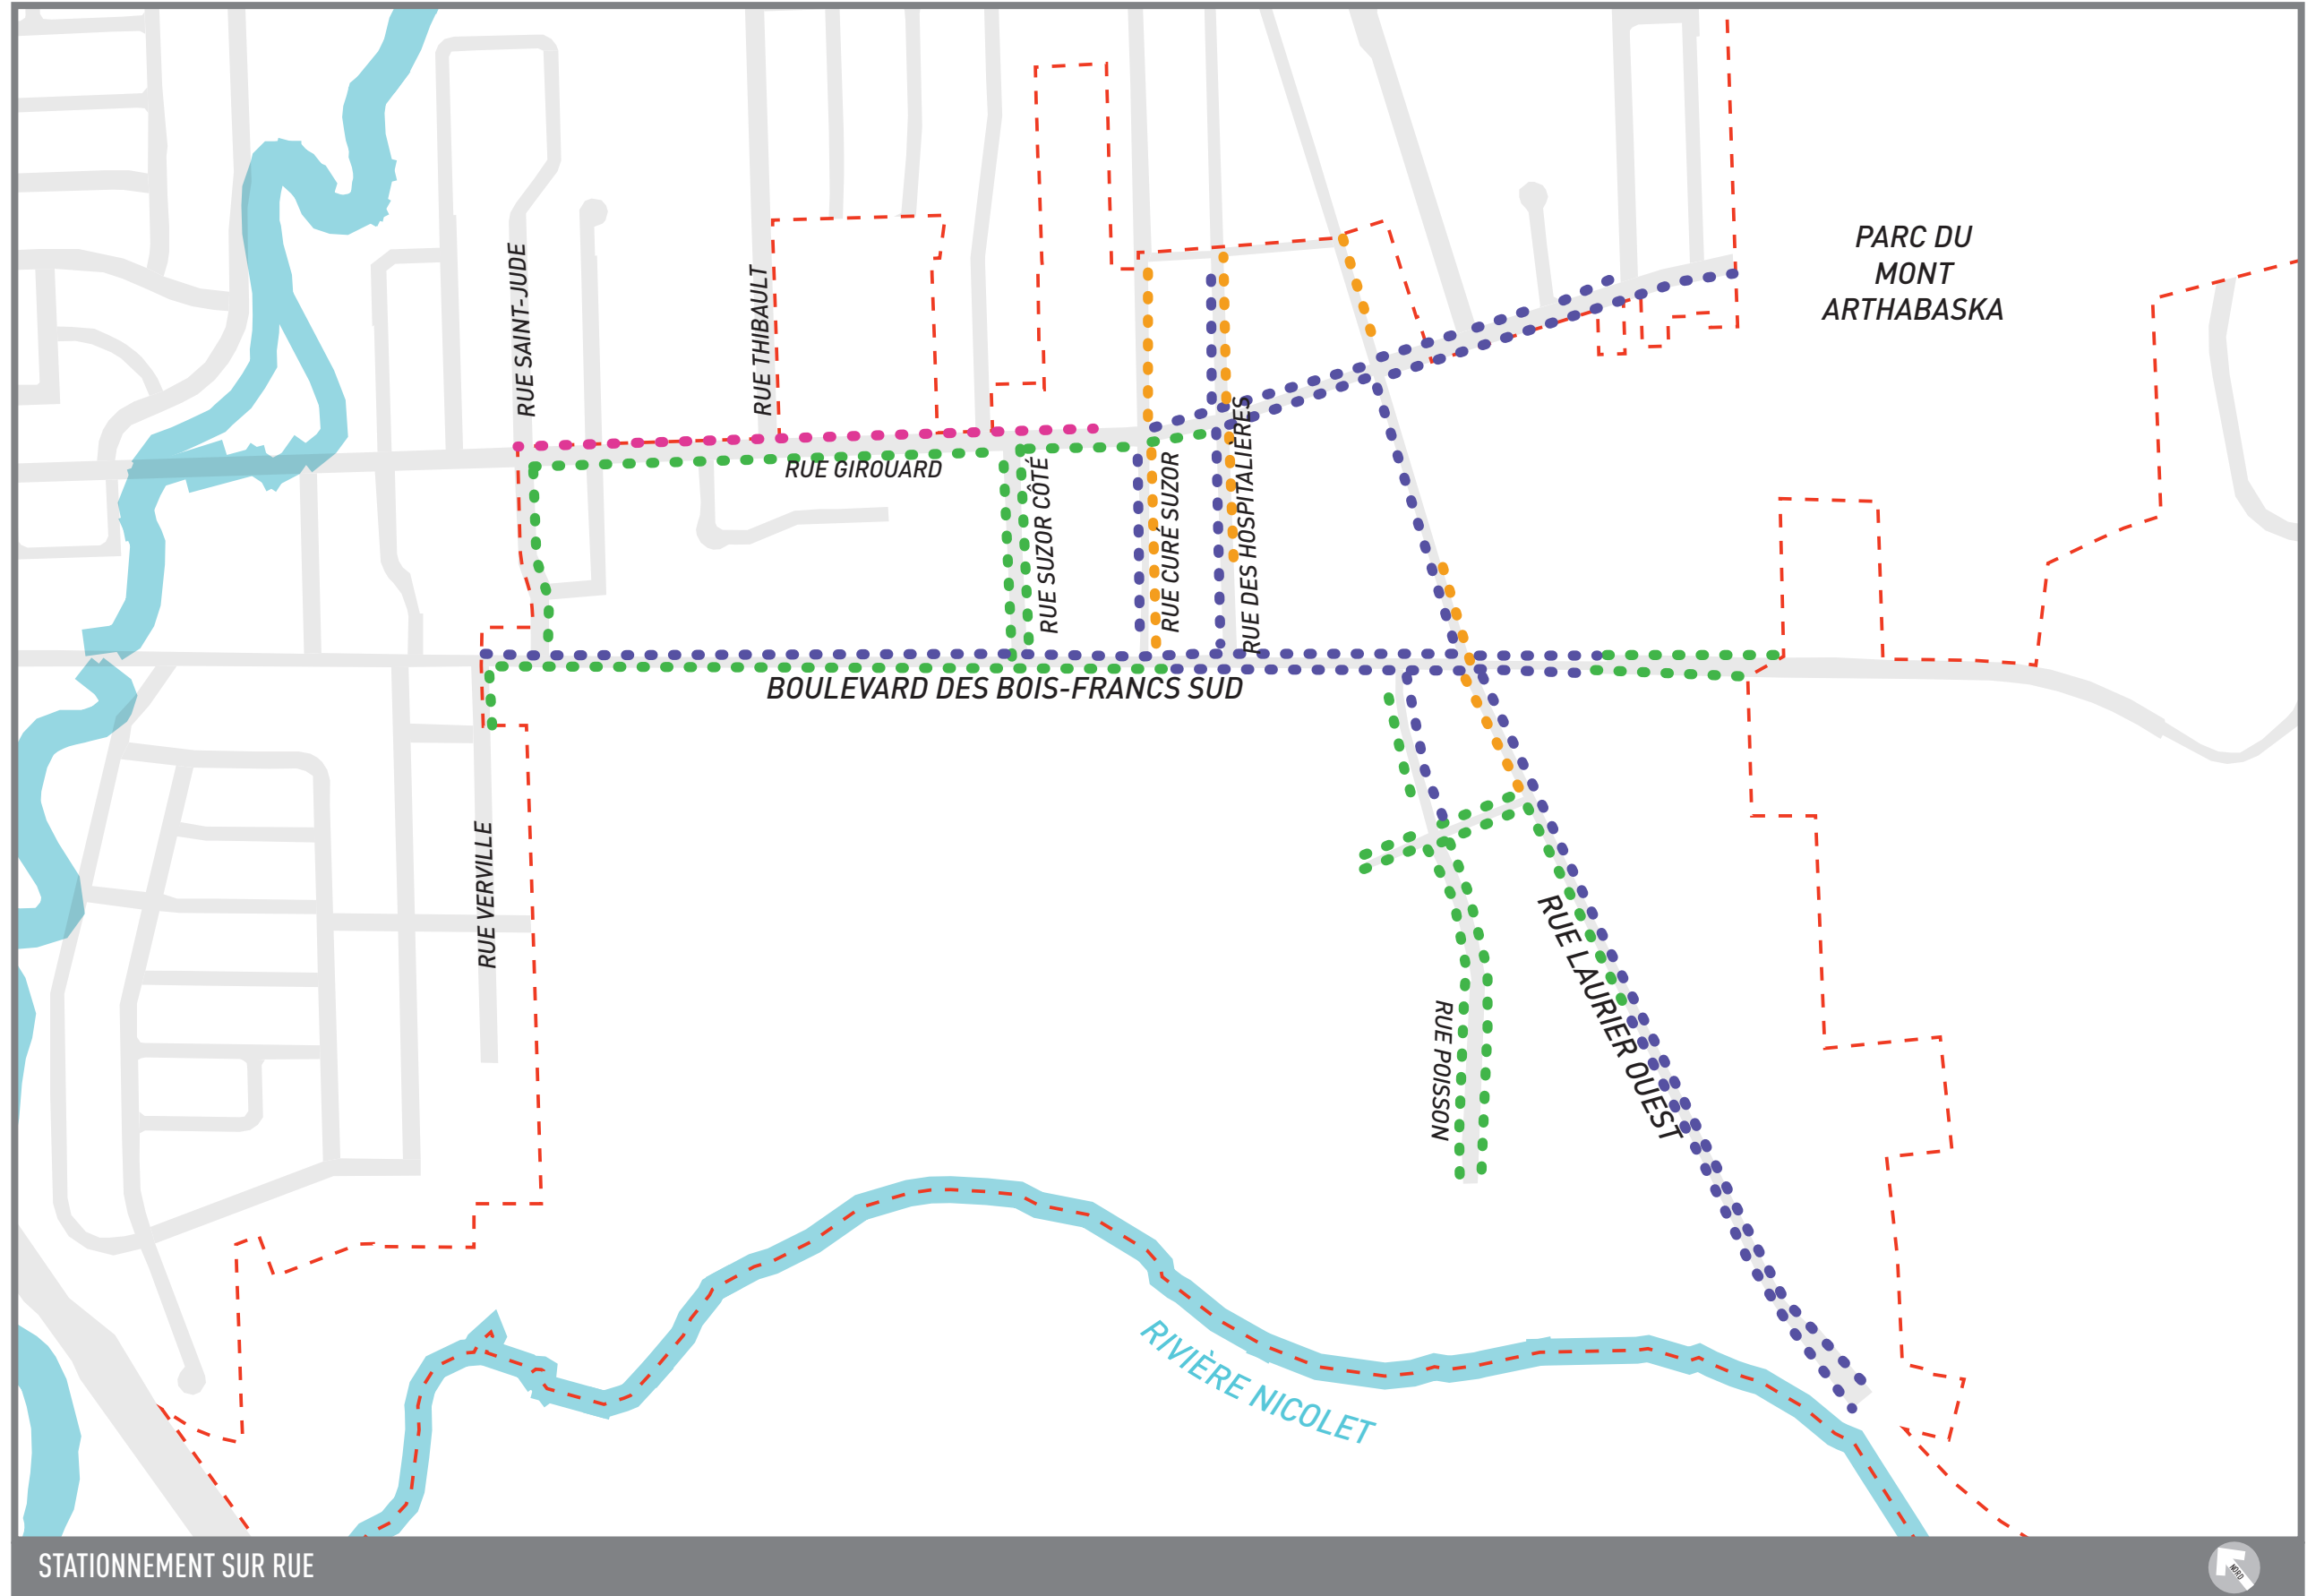 PARC DU
MONT
ARTHABASKA
RUE SAINT-JUDE
RUE THIBAULT
RUE GIROUARD
RUE SUZOR CÔTÉ
RUE CURÉ SUZOR
RUE DES HOSPITALIÈRES
BOULEVARD DES BOIS-FRANCS SUD
RUE VERVILLE
RUE LAURIER OUEST
RUE POISSON
RIVIÈRE NICOLET
STATIONNEMENT SUR RUE
NORD